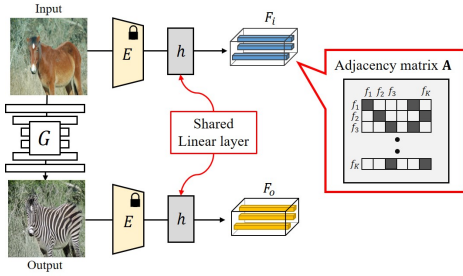 Input
E
h
F_i
Adjacency matrix A
f_1 f_2 f_3 f_K
f_1
f_2
f_3
f_K
G
Shared
Linear layer
E
h
F_o
Output